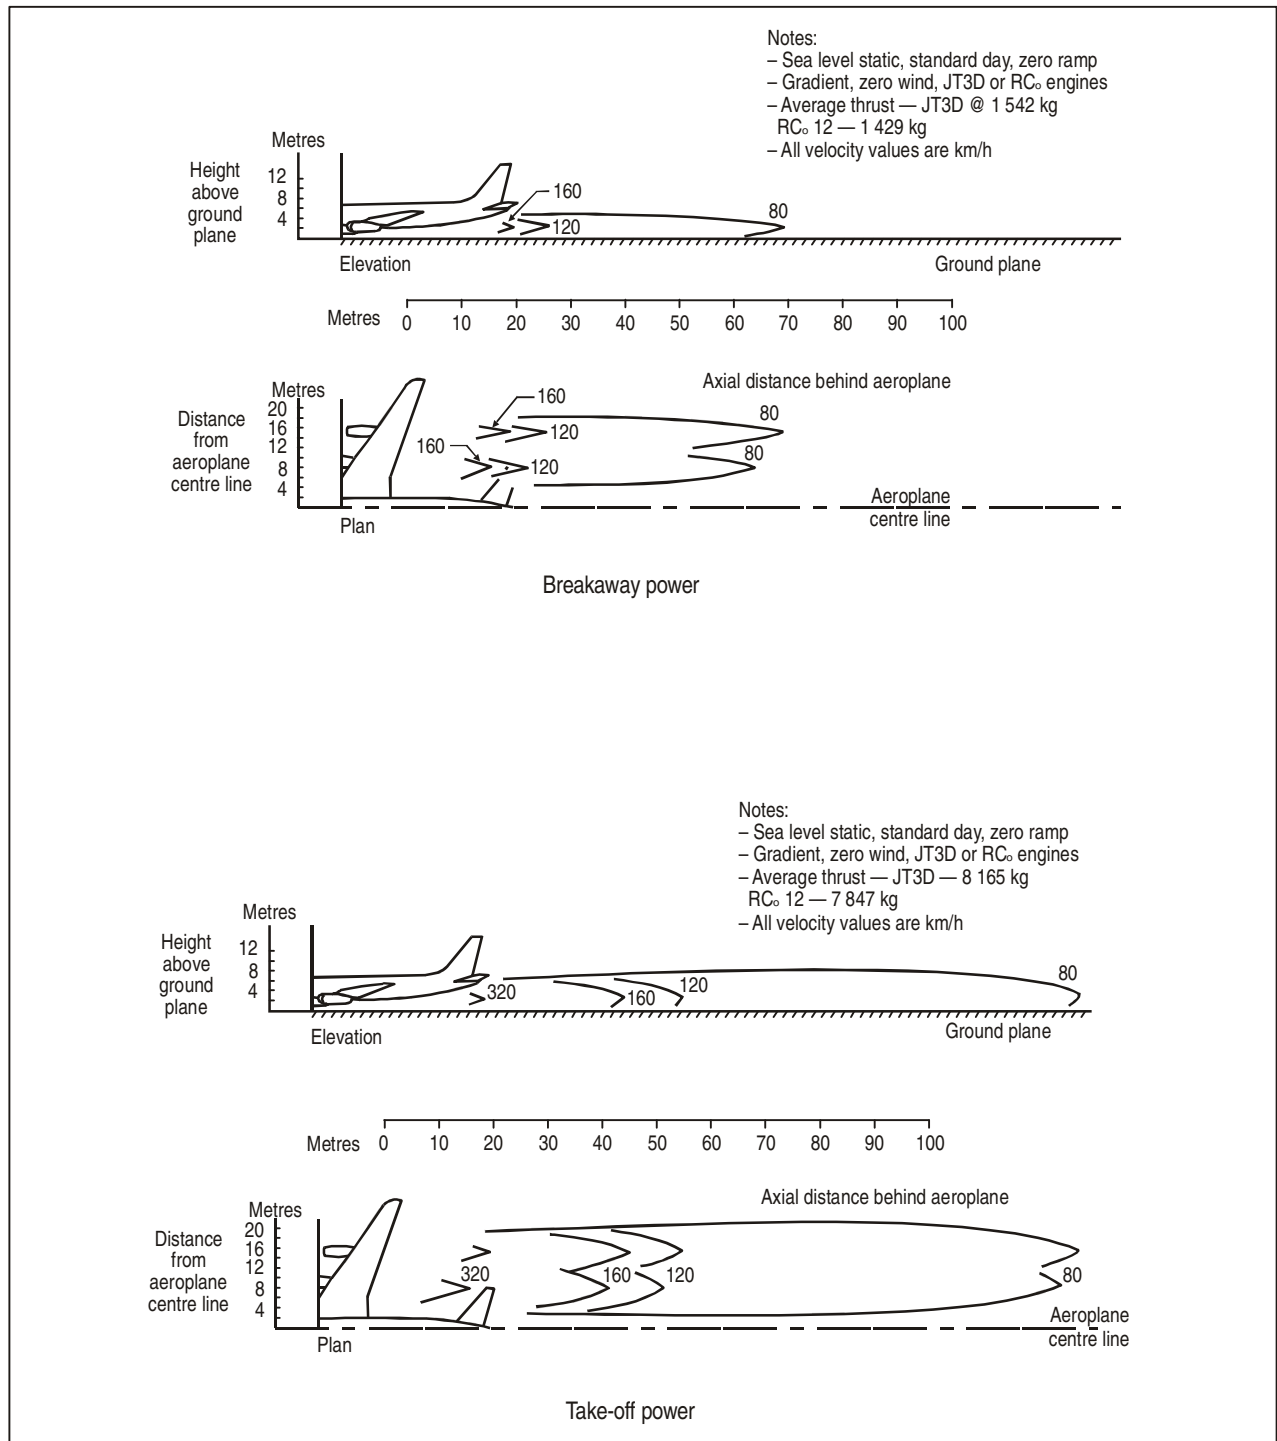 Notes:
– Sea level static, standard day, zero ramp
– Gradient, zero wind, JT3D or RCo engines
– Average thrust — JT3D @ 1 542 kg
RCo 12 — 1 429 kg
– All velocity values are km/h
Metres
Height
above
ground
plane
12
8
4
160
120
80
Elevation
Ground plane
Metres 0 10 20 30 40 50 60 70 80 90 100
Axial distance behind aeroplane
Metres
Distance
from
aeroplane
centre line
20
16
12
8
4
160
120
80
160
120
80
Aeroplane
centre line
Plan
Breakaway power
Notes:
– Sea level static, standard day, zero ramp
– Gradient, zero wind, JT3D or RCo engines
– Average thrust — JT3D — 8 165 kg
RCo 12 — 7 847 kg
– All velocity values are km/h
Metres
Height
above
ground
plane
12
8
4
320
160
120
80
Elevation
Ground plane
Metres 0 10 20 30 40 50 60 70 80 90 100
Axial distance behind aeroplane
Metres
Distance
from
aeroplane
centre line
20
16
12
8
4
320
160
120
80
Aeroplane
centre line
Plan
Take-off power